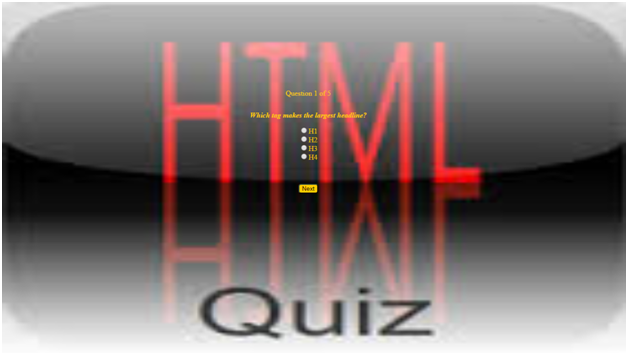 HTML
Question 1 of 5
Which tag makes the largest headline?
H1
H2
H3
H4
Next
Quiz